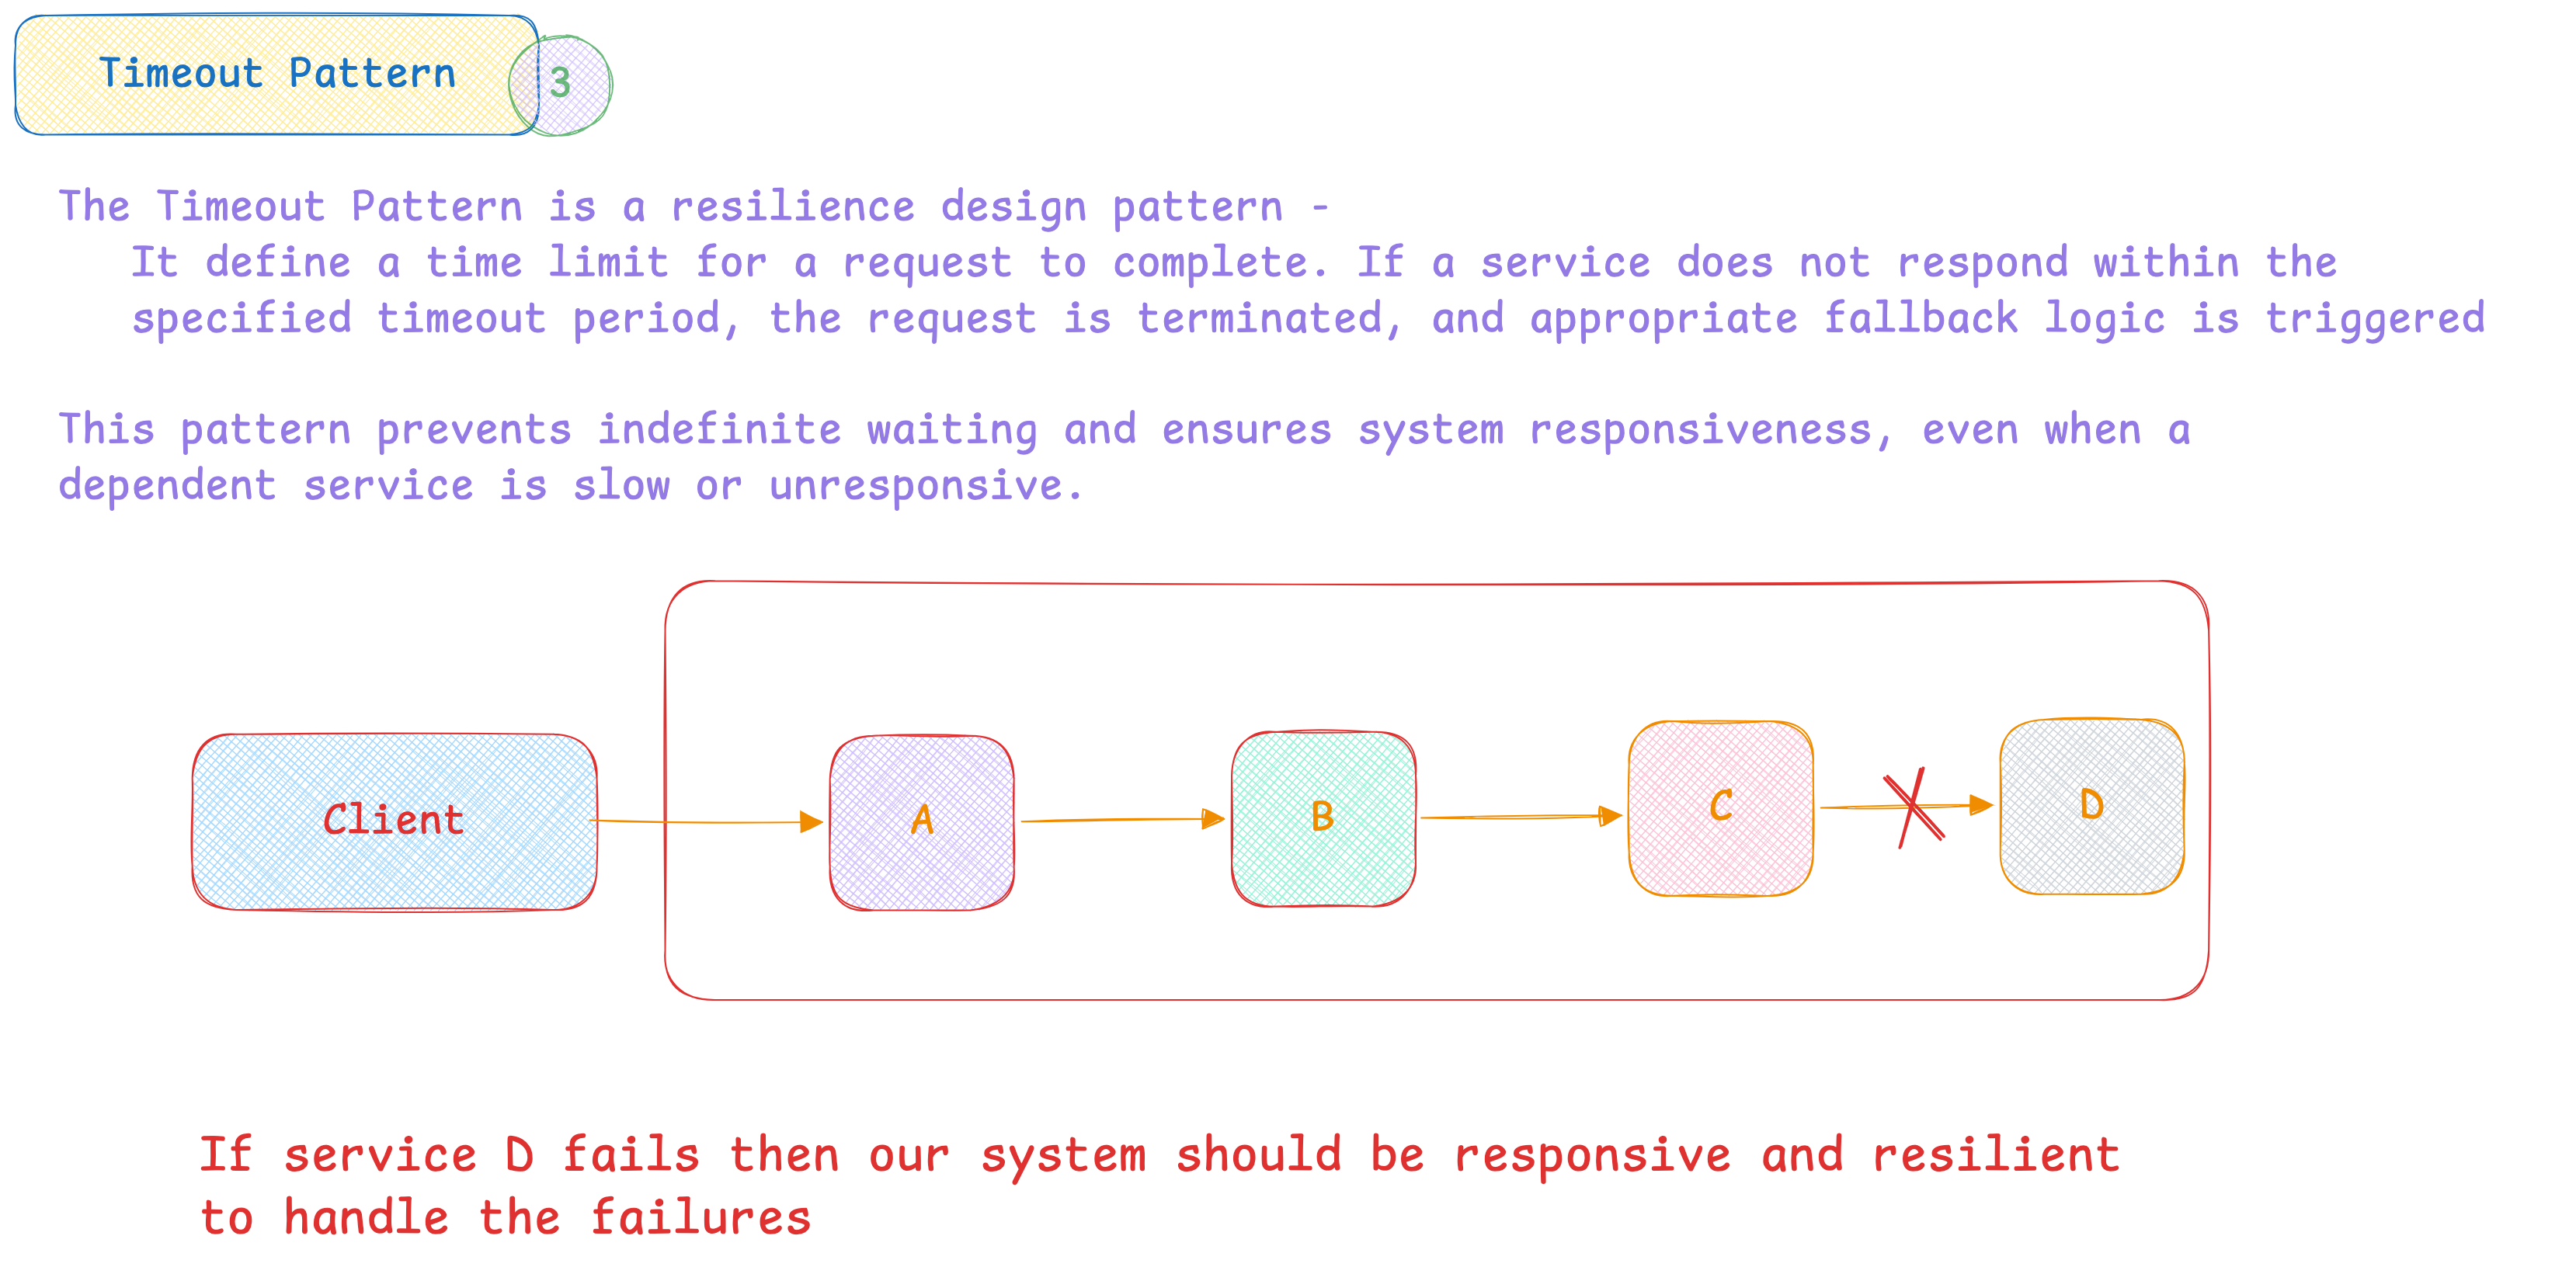 Timeout Pattern
3
The Timeout Pattern is a resilience design pattern -
It define a time limit for a request to complete. If a service does not respond within the
specified timeout period, the request is terminated, and appropriate fallback logic is triggered
This pattern prevents indefinite waiting and ensures system responsiveness, even when a
dependent service is slow or unresponsive.
Client
A
B
C
D
If service D fails then our system should be responsive and resilient
to handle the failures